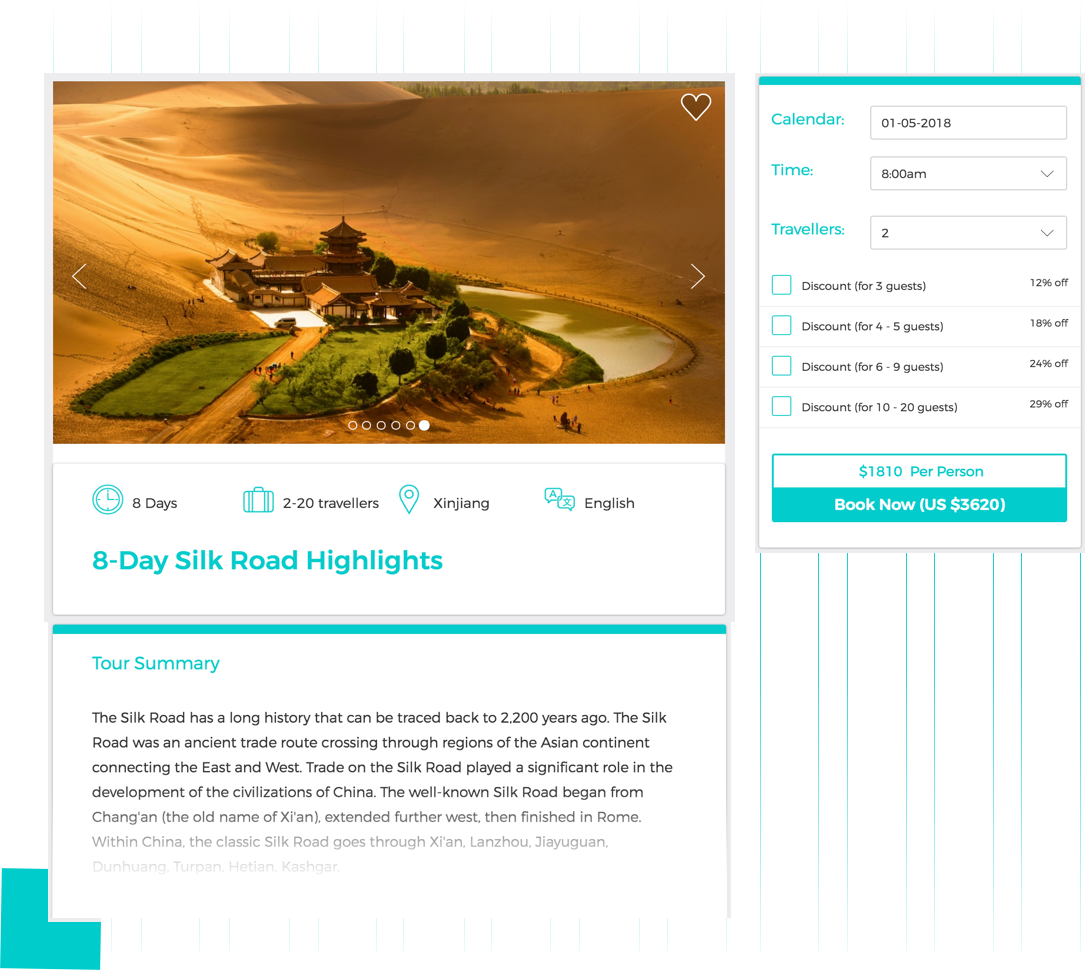 Calendar: 01-05-2018
Time: 8:00am
Travellers: 2
Discount (for 3 guests) 12% off
Discount (for 4 - 5 guests) 18% off
Discount (for 6 - 9 guests) 24% off
Discount (for 10 - 20 guests) 29% off
$1810 Per Person
Book Now (US $3620)
8 Days 2-20 travellers Xinjiang A 文 English
8-Day Silk Road Highlights
Tour Summary
The Silk Road has a long history that can be traced back to 2,200 years ago. The Silk
Road was an ancient trade route crossing through regions of the Asian continent
connecting the East and West. Trade on the Silk Road played a significant role in the
development of the civilizations of China. The well-known Silk Road began from
Chang'an (the old name of Xi'an), extended further west, then finished in Rome.
Within China, the classic Silk Road goes through Xi'an, Lanzhou, Jiayuguan,
Dunhuang, Turpan, Hetian, Kashgar.